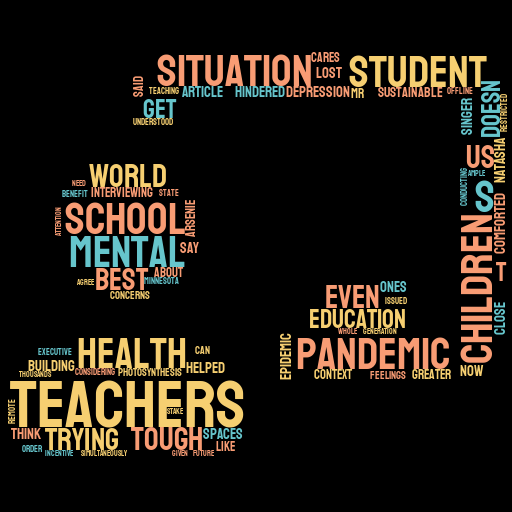 SITUATION CARES STUDENT
LOST
SAID TEACHING ARTICLE HINDERED DEPRESSION MR SUSTAINABLE OFFLINE
GET
UNDERSTOOD
SINGER DOESN RESTRICTED
US NATASHA
CONDUCTING AMPLE
S
COMFORTED
CHILDREN T
CLOSE
NOW
WORLD
NEED
BENEFIT INTERVIEWING STATE
ATTENTION SCHOOL ARSENIE
MENTAL SAY
BEST ABOUT
AGREE MINNESOTA
CONCERNS
EVEN ONES
ISSUED
EDUCATION
WHOLE GENERATION
EPIDEMIC PANDEMIC
CONTEXT FEELINGS GREATER
EXECUTIVE HEALTH CAN
BUILDING CONSIDERING PHOTOSYNTHESIS HELPED
THOUSANDS
REMOTE TEACHERS
STAKE
THINK TRYING TOUGH SPACES
ORDER LIKE
INCENTIVE SIMULTANEOUSLY GIVEN FUTURE